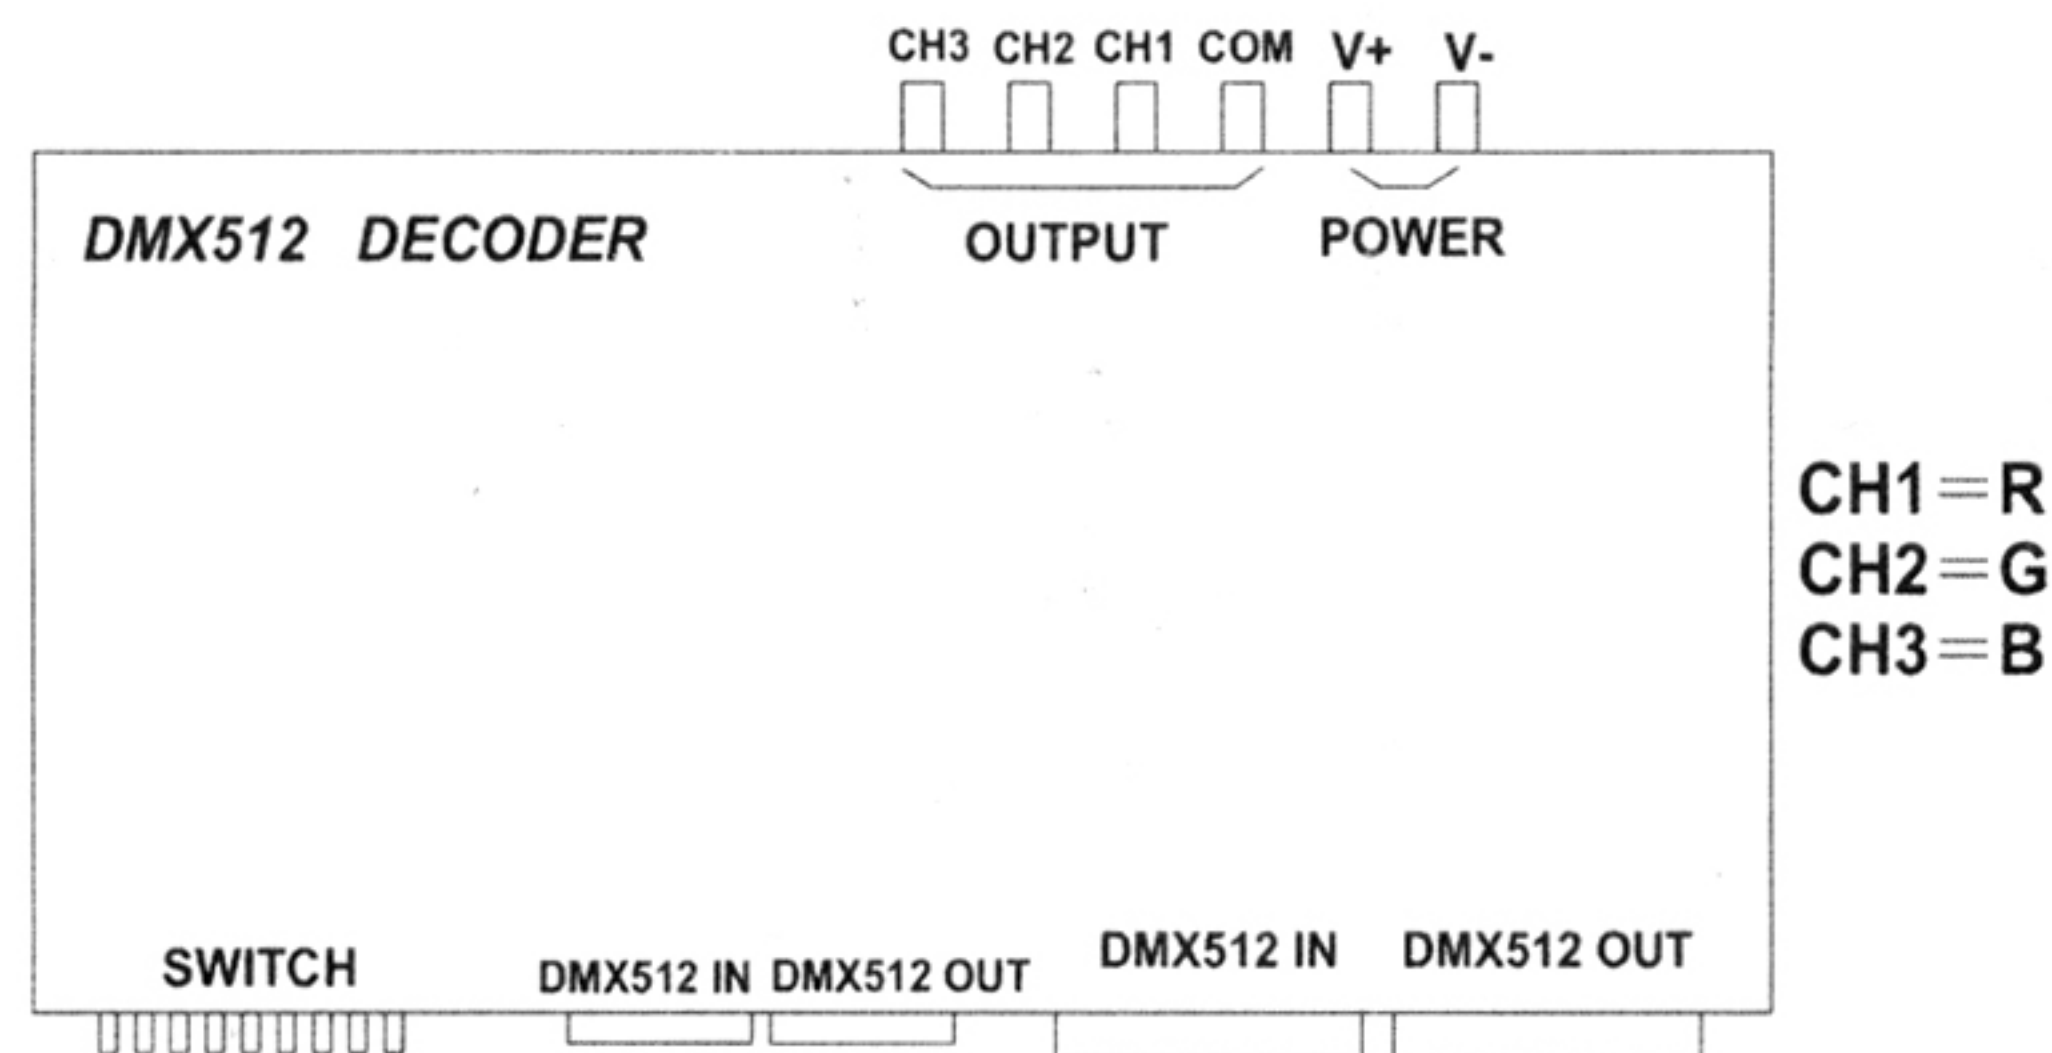 CH3 CH2 CH1 COM V+ V-
DMX512 DECODER
OUTPUT
POWER
CH1=R
CH2=G
CH3=B
SWITCH
DMX512 IN DMX512 OUT
DMX512 IN DMX512 OUT